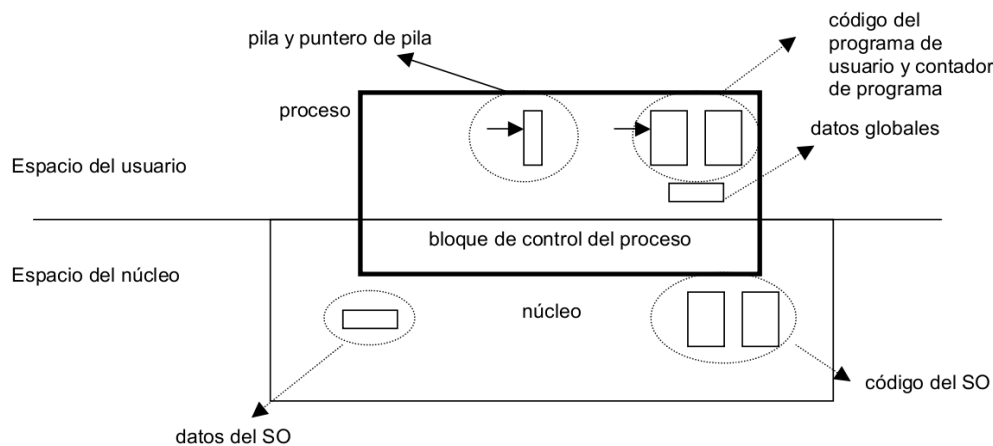 pila y puntero de pila
código del
programa de
usuario y contador
de programa
proceso
datos globales
Espacio del usuario
bloque de control del proceso
Espacio del núcleo
núcleo
código del SO
datos del SO